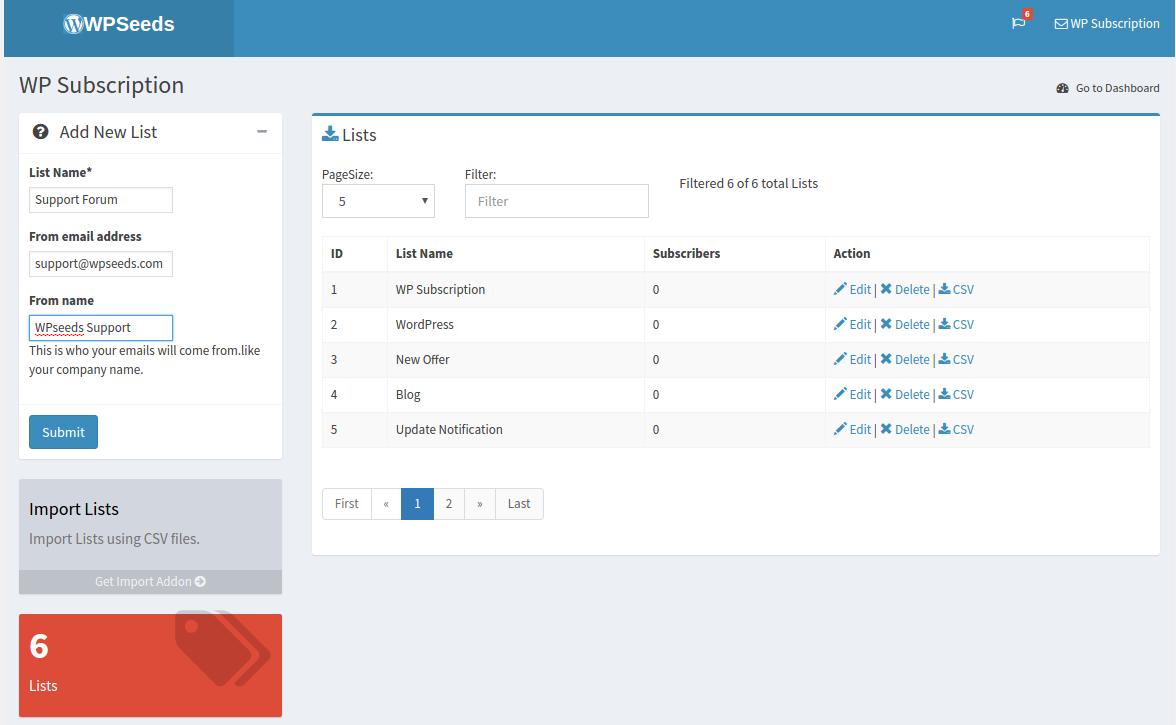 WPSeeds
6
WP Subscription
WP Subscription
Go to Dashboard
Add New List
List Name*
Support Forum
From email address
support@wpseeds.com
From name
WPseeds Support
This is who your emails will come from.like
your company name.
Submit
Import Lists
Import Lists using CSV files.
Get Import Addon
6
Lists
Lists
PageSize:
5
Filter:
Filter
Filtered 6 of 6 total Lists
ID List Name Subscribers Action
1 WP Subscription 0 Edit | Delete | CSV
2 WordPress 0 Edit | Delete | CSV
3 New Offer 0 Edit | Delete | CSV
4 Blog 0 Edit | Delete | CSV
5 Update Notification 0 Edit | Delete | CSV
First « 1 2 » Last